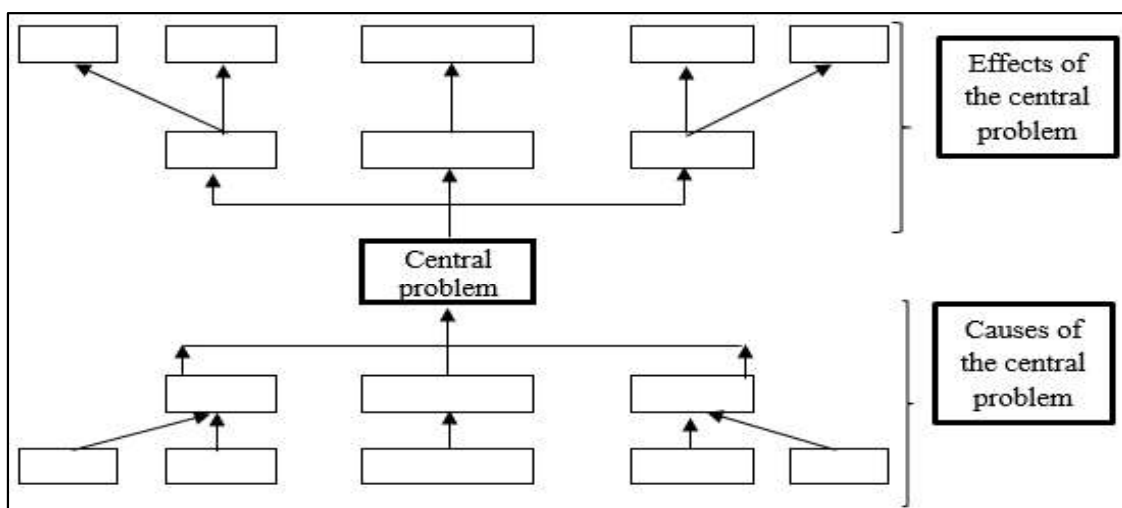 Effects of
the central
problem
Central
problem
Causes of
the central
problem